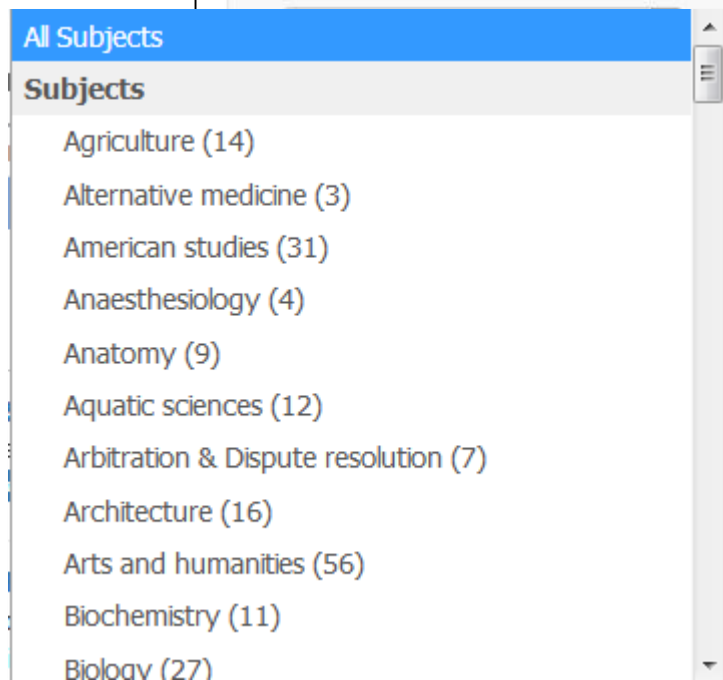 All Subjects
Subjects
Agriculture (14)
Alternative medicine (3)
American studies (31)
Anaesthesiology (4)
Anatomy (9)
Aquatic sciences (12)
Arbitration & Dispute resolution (7)
Architecture (16)
Arts and humanities (56)
Biochemistry (11)
Biology (27)